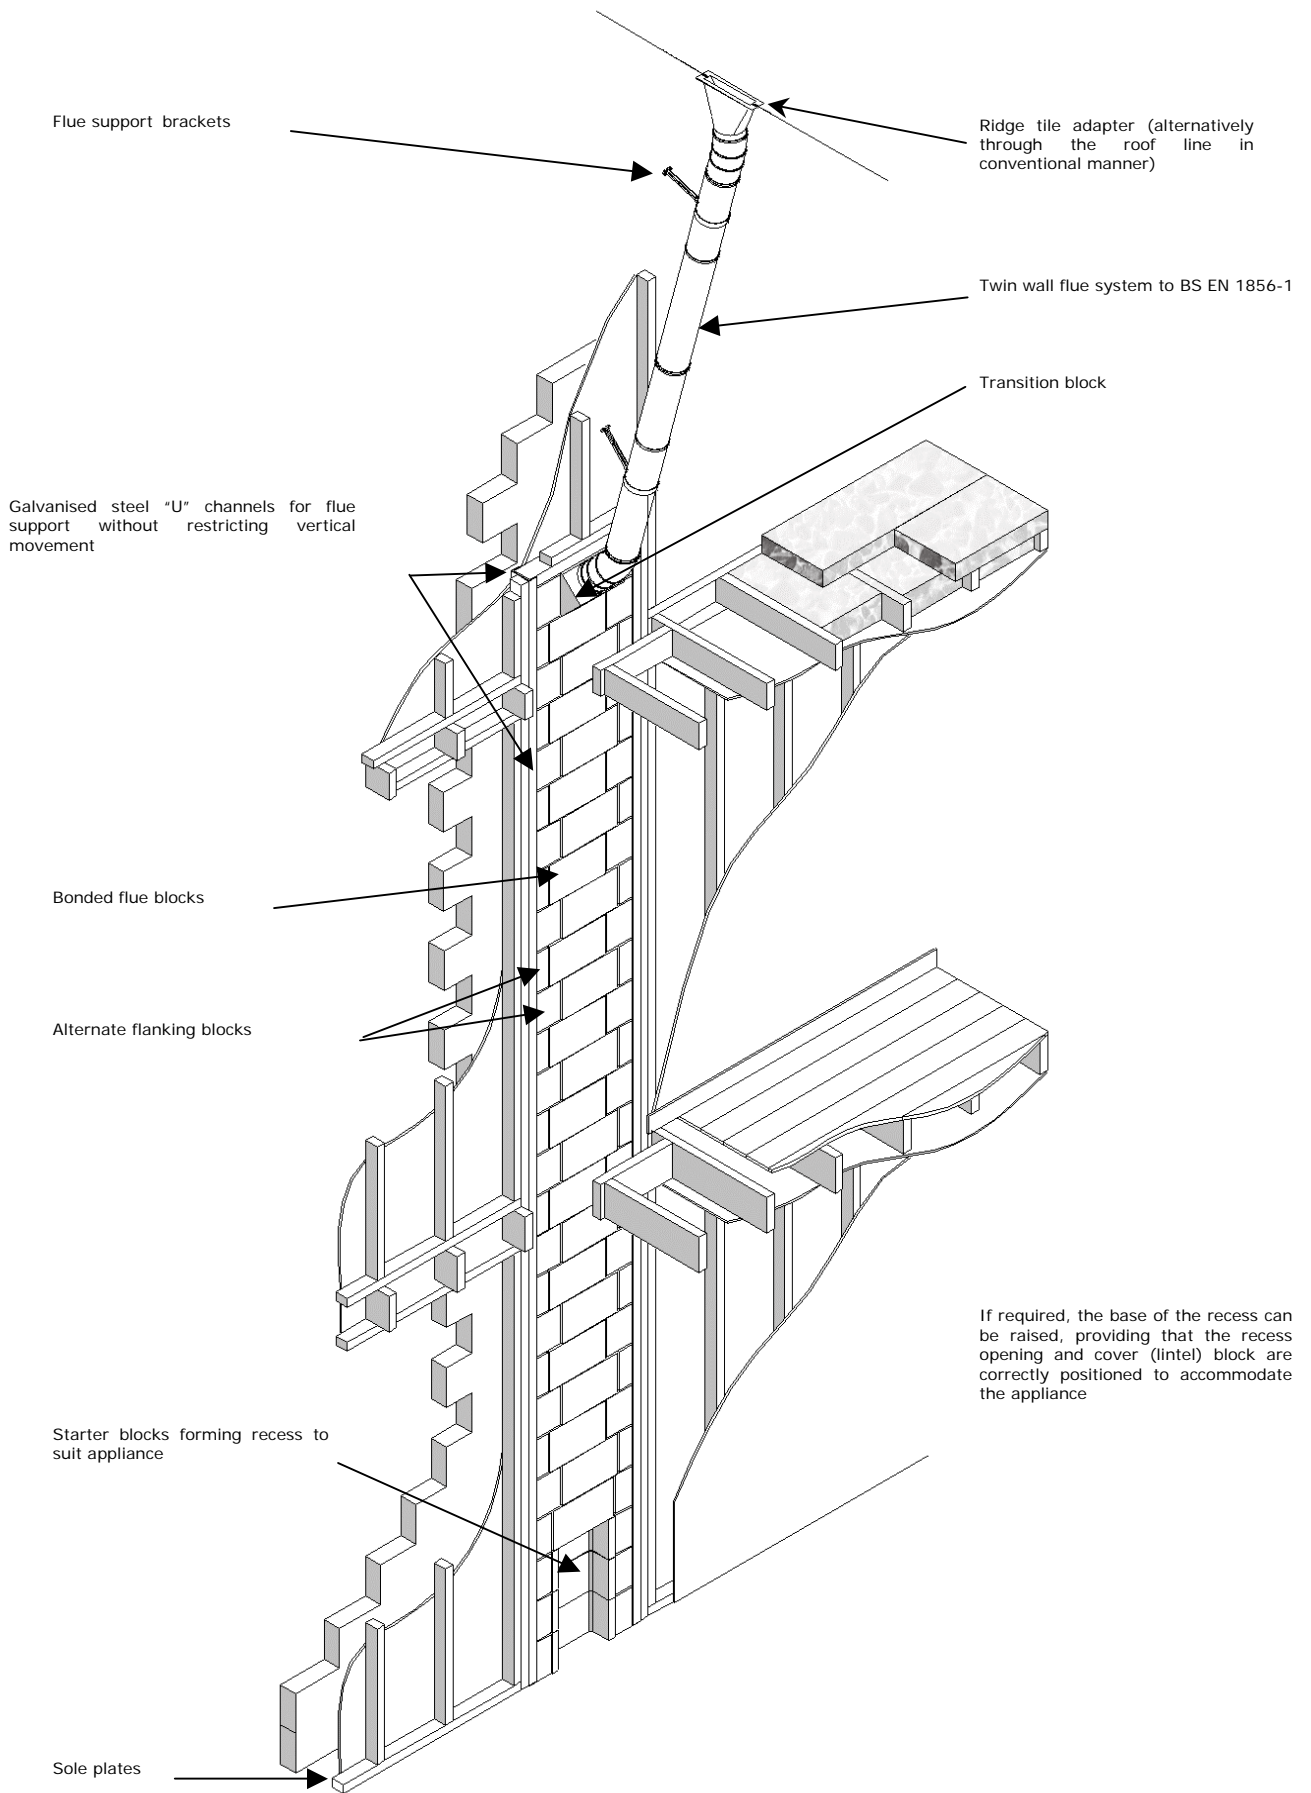 Flue support brackets
Ridge tile adapter (alternatively
through the roof line in
conventional manner)
Twin wall flue system to BS EN 1856-1
Transition block
Galvanised steel “U” channels for flue
support without restricting vertical
movement
Bonded flue blocks
Alternate flanking blocks
If required, the base of the recess can
be raised, providing that the recess
opening and cover (lintel) block are
correctly positioned to accommodate
the appliance
Starter blocks forming recess to
suit appliance
Sole plates